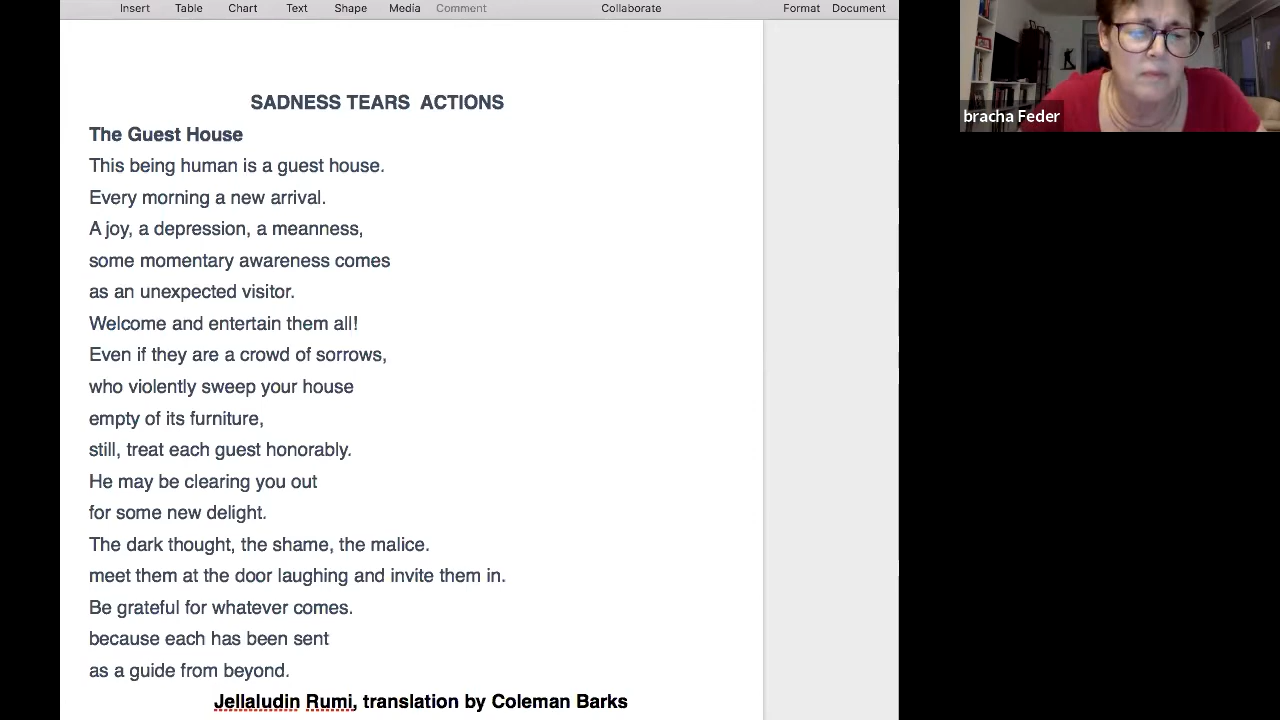 Insert Table Chart Text Shape Media Comment Collaborate Format Document
SADNESS TEARS  ACTIONS
The Guest House
This being human is a guest house.
Every morning a new arrival.
A joy, a depression, a meanness,
some momentary awareness comes
as an unexpected visitor.
Welcome and entertain them all!
Even if they are a crowd of sorrows,
who violently sweep your house
empty of its furniture,
still, treat each guest honorably.
He may be clearing you out
for some new delight.
The dark thought, the shame, the malice.
meet them at the door laughing and invite them in.
Be grateful for whatever comes.
because each has been sent
as a guide from beyond.
Jellaludin Rumi, translation by Coleman Barks
bracha Feder